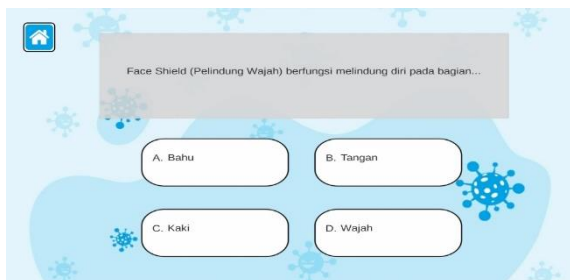 Face Shield (Pelindung Wajah) berfungsi melindung diri pada bagian...
A. Bahu
B. Tangan
C. Kaki
D. Wajah